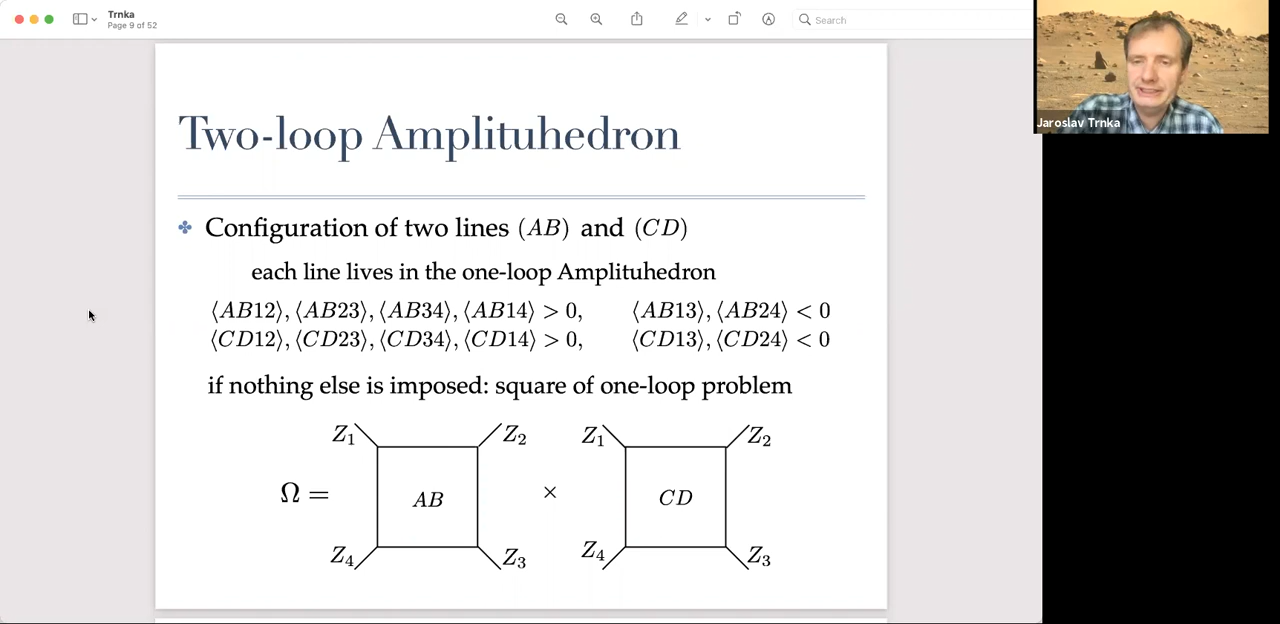 Trnka
Page 9 of 52
Search
Jaroslav Trnka
Two-loop Amplituhedron
Configuration of two lines (AB) and (CD)
each line lives in the one-loop Amplituhedron
⟨AB12⟩, ⟨AB23⟩, ⟨AB34⟩, ⟨AB14⟩ > 0, ⟨AB13⟩, ⟨AB24⟩ < 0
⟨CD12⟩, ⟨CD23⟩, ⟨CD34⟩, ⟨CD14⟩ > 0, ⟨CD13⟩, ⟨CD24⟩ < 0
if nothing else is imposed: square of one-loop problem
Z₁ Z₂ Z₁ Z₂
Ω = AB × CD
Z₄ Z₃ Z₄ Z₃